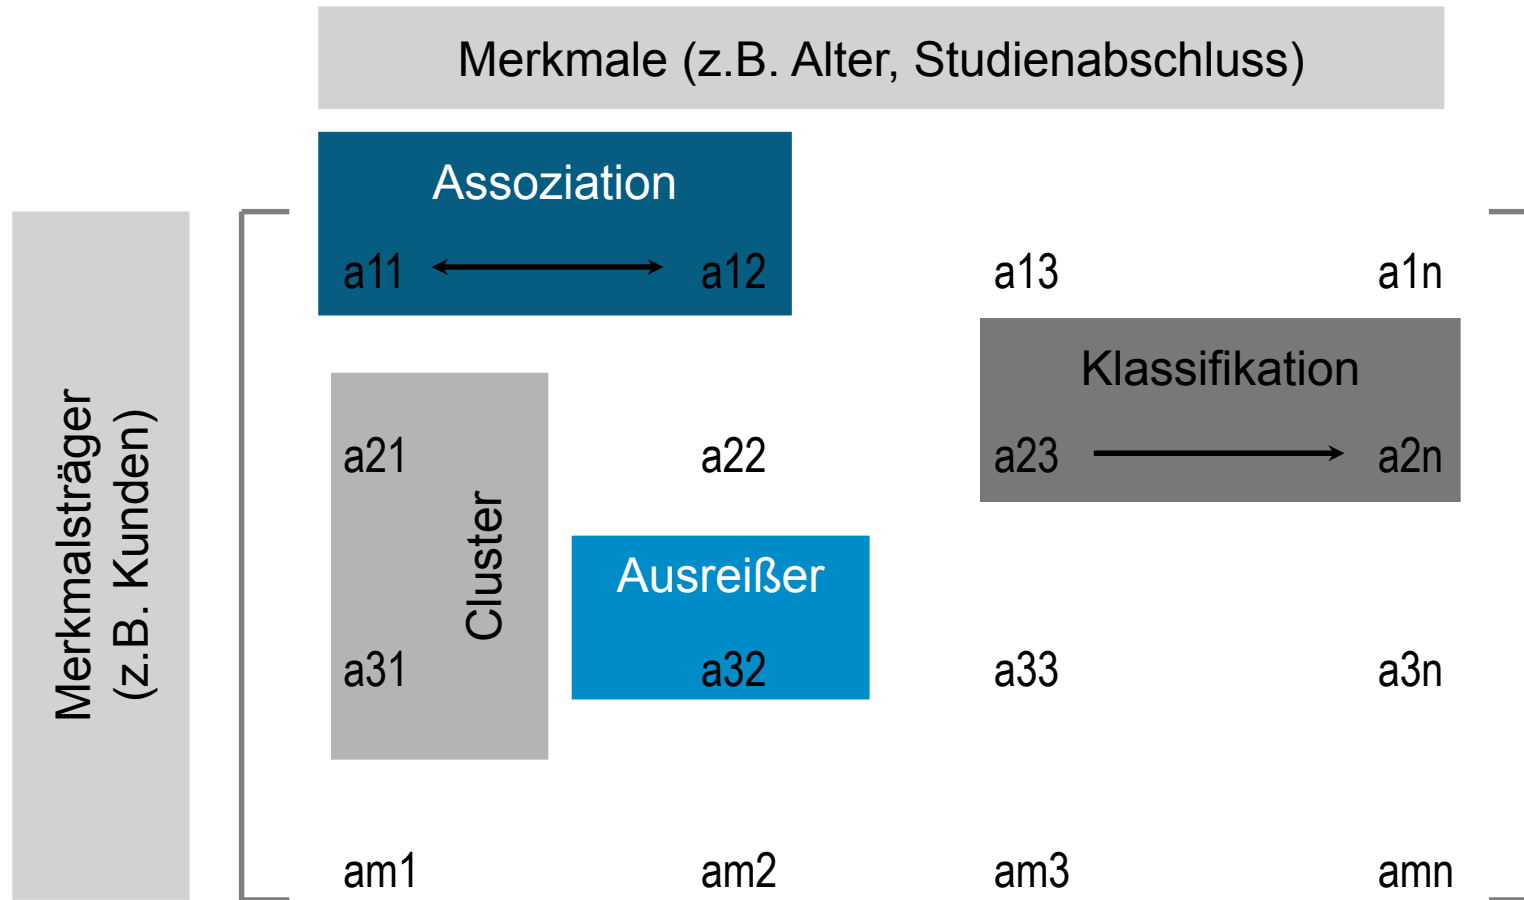 Merkmale (z.B. Alter, Studienabschluss)
Assoziation
Merkmalsträger
(z.B. Kunden)
a11 a12 a13 a1n
Klassifikation
a21 a22 a23 a2n
Cluster
Ausreißer
a31 a32 a33 a3n
am1 am2 am3 amn